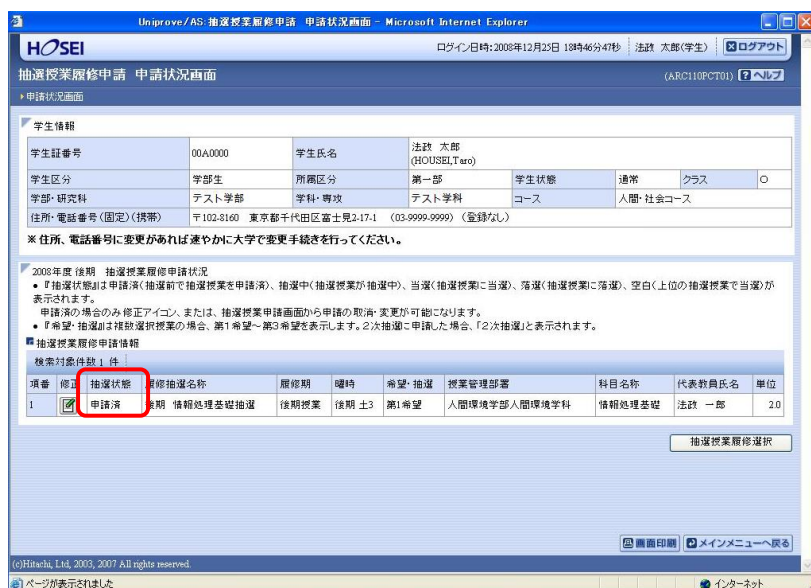 Uniprove/AS:抽選授業履修申請 申請状況画面 - Microsoft Internet Explorer
HOSEI
ログイン日時:2008年12月25日 18時46分47秒 法政 太郎(学生) ログアウト
抽選授業履修申請 申請状況画面 (ARC110PCT01) ? ヘルプ
申請状況画面
学生情報
学生証番号 00A0000 学生氏名 法政 太郎
(HOUSEI,Taro)
学生区分 学部生 所属区分 第一部 学生状態 通常 クラス ○
学部・研究科 テスト学部 学科・専攻 テスト学科 コース 人間・社会コース
住所・電話番号(固定)(携帯) 〒102-8160 東京都千代田区富士見2-17-1 (03-9999-9999) (登録なし)
※住所、電話番号に変更があれば速やかに大学で変更手続きを行ってください。
2008年度 後期 抽選授業履修申請状況
● 『抽選状態』は申請済(抽選前で抽選授業を申請済)、抽選中(抽選授業が抽選中)、当選(抽選授業に当選)、落選(抽選授業に落選)、空白(上位の抽選授業で当選)が
表示されます。
申請済の場合のみ修正アイコン、または、抽選授業申請画面から申請の取消・変更が可能になります。
● 『希望・抽選』は複数選択授業の場合、第1希望~第3希望を表示します。2次抽選に申請した場合、「2次抽選」と表示されます。
抽選授業履修申請情報
検索対象件数 1 件
項番 修正 抽選状態 履修抽選名称 履修期 曜時 希望・抽選 授業管理部署 科目名称 代表教員氏名 単位
1 申請済 後期 情報処理基礎抽選 後期授業 後期 土3 第1希望 人間環境学部人間環境学科 情報処理基礎 法政 一郎 2.0
抽選授業履修選択
画面印刷 メインメニューへ戻る
(c)Hitachi, Ltd, 2003, 2007 All rights reserved.
ページが表示されました インターネット